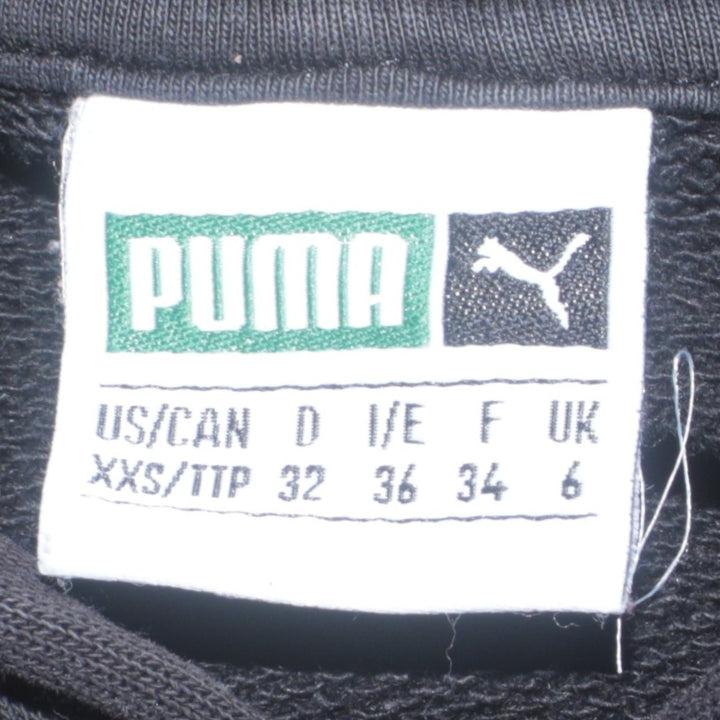 PUMA
US/CAN D I/E F UK
XXS/TTP 32 36 34 6